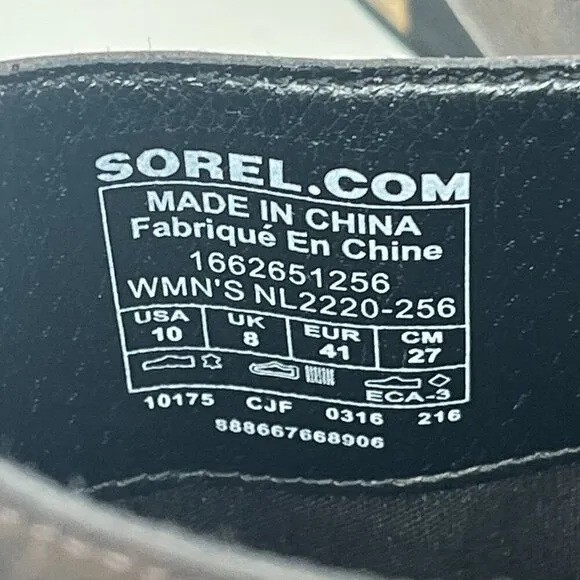 SOREL.COM
MADE IN CHINA
Fabriqué En Chine
1662651256
WMN'S NL2220-256
USA UK EUR CM
10 8 41 27
ECA-3
10175 CJF 0316 216
888667668906